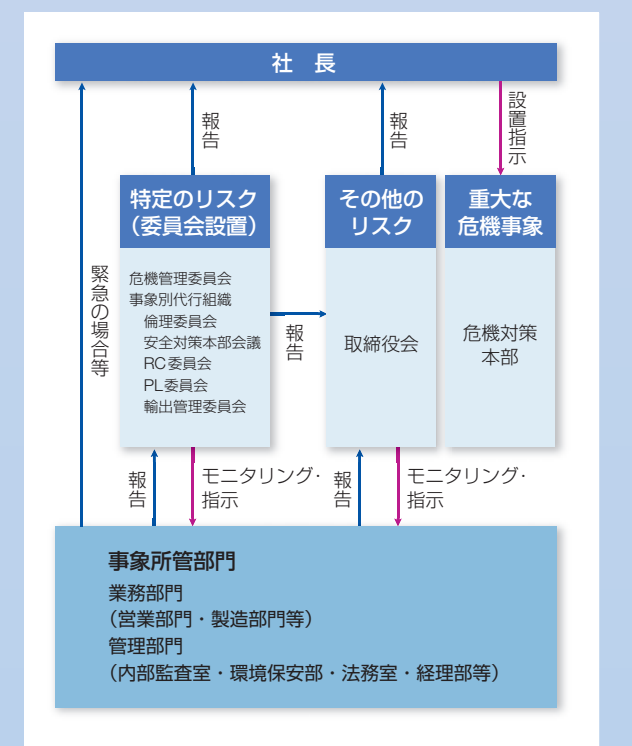 社 長
報告
報告
設置指示
特定のリスク
（委員会設置）
その他の
リスク
重大な
危機事象
緊急の場合等
危機管理委員会
事象別代行組織
倫理委員会
安全対策本部会議
RC委員会
PL委員会
輸出管理委員会
報告
取締役会
危機対策
本部
報告
モニタリング・
指示
報告
モニタリング・
指示
事象所管部門
業務部門
（営業部門・製造部門等）
管理部門
（内部監査室・環境保安部・法務室・経理部等）